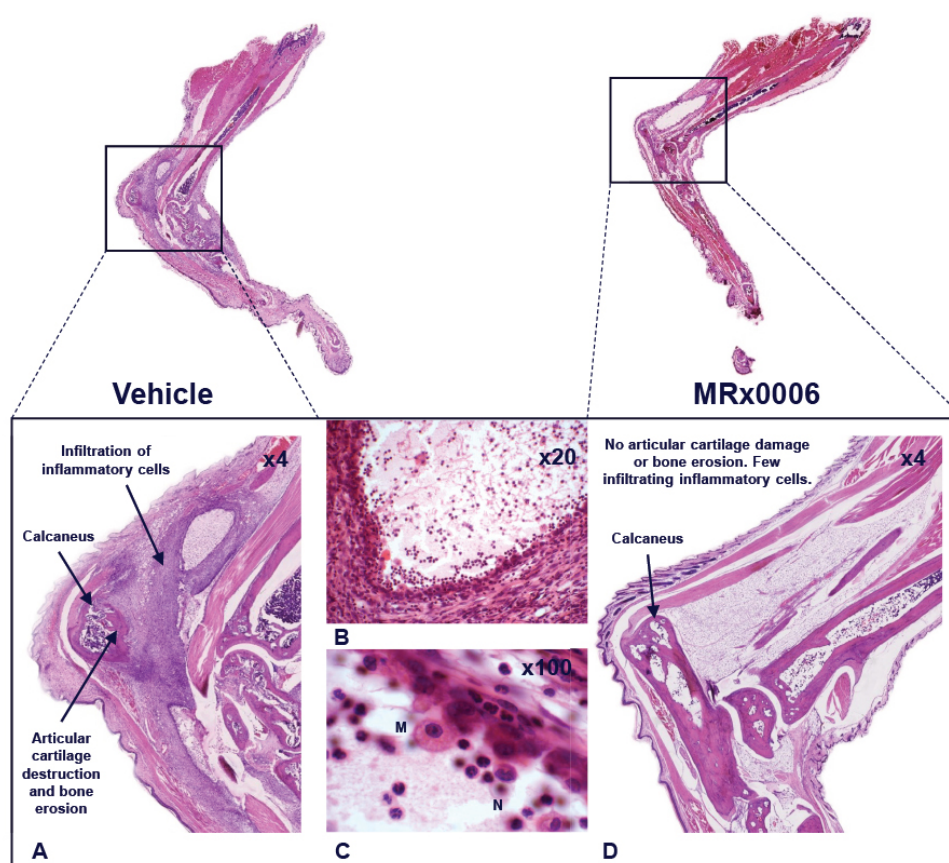 Vehicle
MRx0006
Infiltration of
inflammatory cells
x4
Calcaneus
Articular
cartilage
destruction
and bone
erosion
A
x20
B
x100
M
N
C
No articular cartilage damage
or bone erosion. Few
infiltrating inflammatory cells.
x4
Calcaneus
D